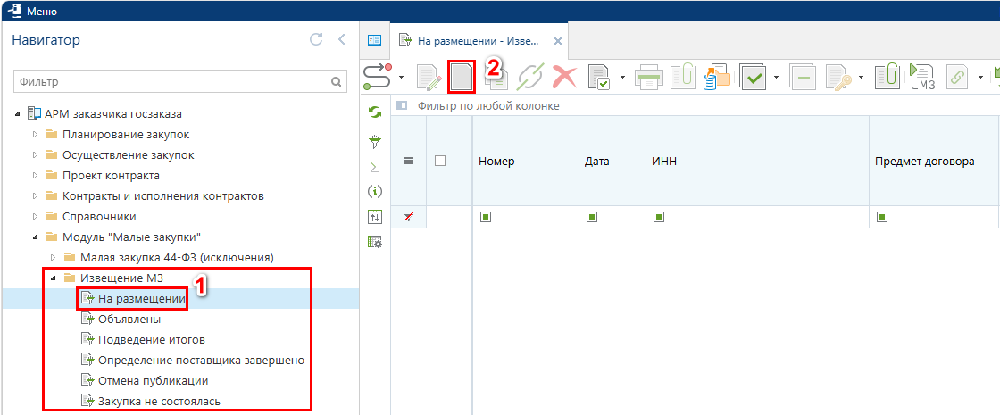 Меню
Навигатор
На размещении - Изве...
Фильтр
2
LМЗ
Фильтр по любой колонке
АРМ заказчика госзаказа
Планирование закупок
Осуществление закупок
Проект контракта
Контракты и исполнения контрактов
Справочники
Модуль "Малые закупки"
Малая закупка 44-ФЗ (исключения)
Извещение МЗ
1
На размещении
Объявлены
Подведение итогов
Определение поставщика завершено
Отмена публикации
Закупка не состоялась
Номер
Дата
ИНН
Предмет договора